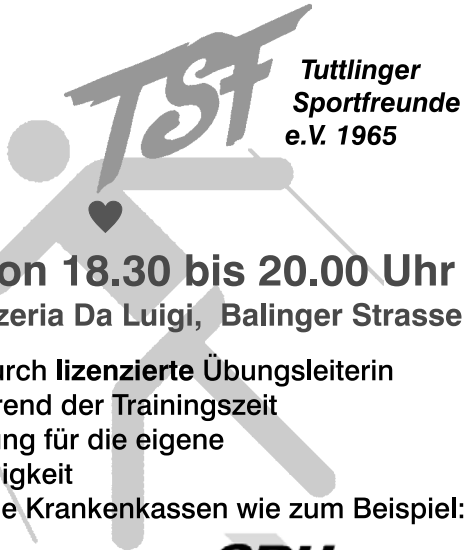 TSF
Tuttlinger
Sportfreunde
e.V. 1965
on 18.30 bis 20.00 Uhr
zeria Da Luigi, Balinger Strasse
urch lizenzierte Übungsleiterin
rend der Trainingszeit
ung für die eigene
igkeit
e Krankenkassen wie zum Beispiel: